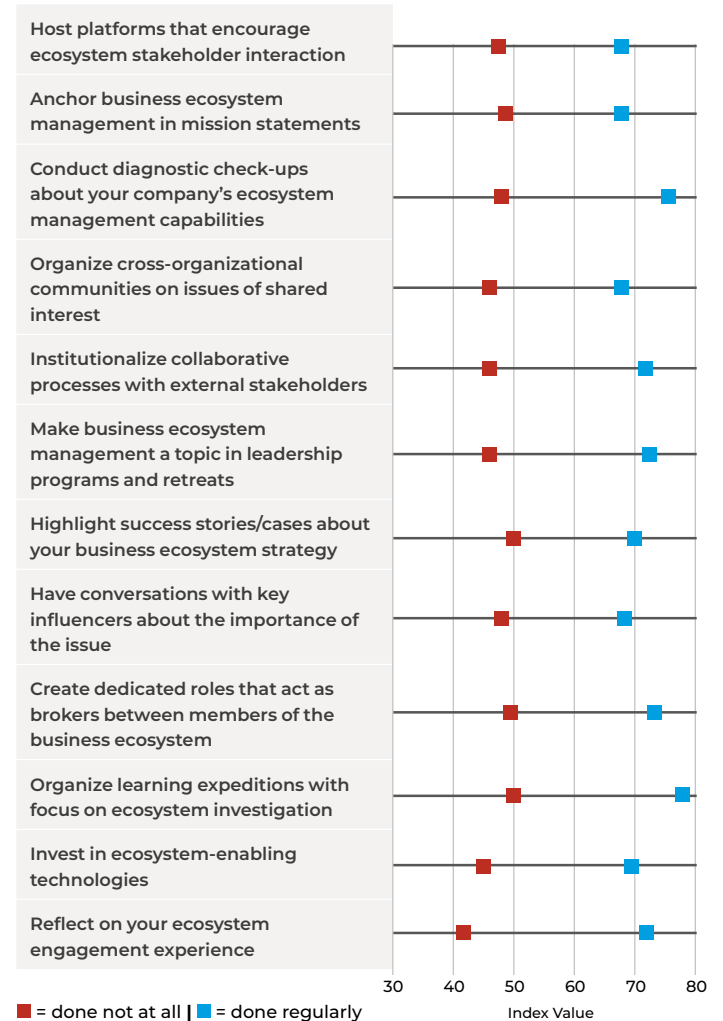 Host platforms that encourage
ecosystem stakeholder interaction
Anchor business ecosystem
management in mission statements
Conduct diagnostic check-ups
about your company's ecosystem
management capabilities
Organize cross-organizational
communities on issues of shared
interest
Institutionalize collaborative
processes with external stakeholders
Make business ecosystem
management a topic in leadership
programs and retreats
Highlight success stories/cases about
your business ecosystem strategy
Have conversations with key
influencers about the importance of
the issue
Create dedicated roles that act as
brokers between members of the
business ecosystem
Organize learning expeditions with
focus on ecosystem investigation
Invest in ecosystem-enabling
technologies
Reflect on your ecosystem
engagement experience
30 40 50 60 70 80
= done not at all | = done regularly
Index Value